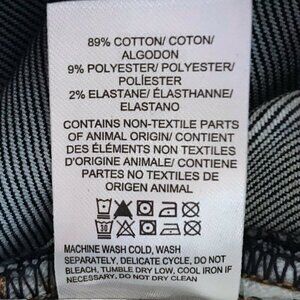 89% COTTON/ COTON/
ALGODON
9% POLYESTER/ POLYESTER/
POLÍESTER
2% ELASTANE/ ÉLASTHANNE/
ELASTANO
CONTAINS NON-TEXTILE PARTS
OF ANIMAL ORIGIN/ CONTIENT
DES ÉLÉMENTS NON TEXTILES
D'ORIGINE ANIMALE/ CONTIENE
PARTES NO TEXTILES DE
ORIGEN ANIMAL
30
MACHINE WASH COLD, WASH
SEPARATELY, DELICATE CYCLE, DO NOT
BLEACH, TUMBLE DRY LOW, COOL IRON IF
NECESSARY, DO NOT DRY CLEAN